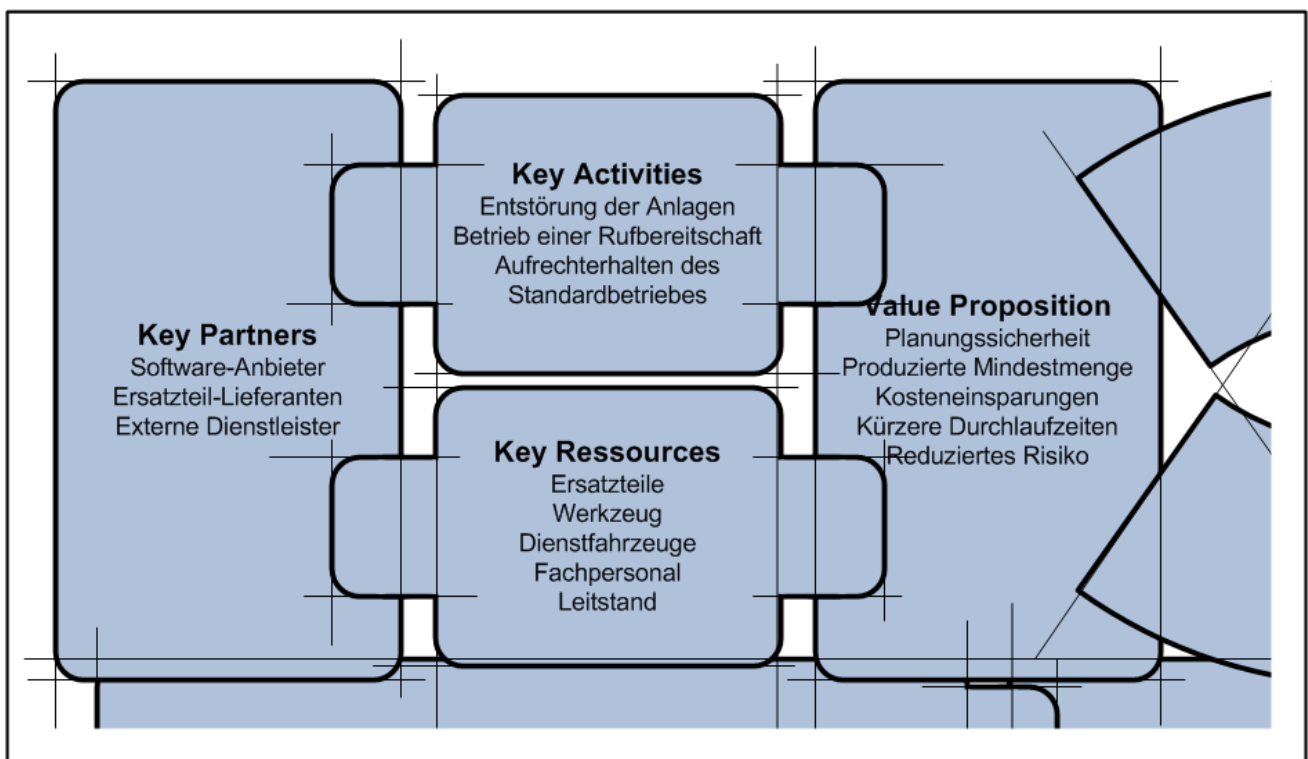 Key Partners
Software-Anbieter
Ersatzteil-Lieferanten
Externe Dienstleister
Key Activities
Entstörung der Anlagen
Betrieb einer Rufbereitschaft
Aufrechterhalten des
Standardbetriebes
Key Ressources
Ersatzteile
Werkzeug
Dienstfahrzeuge
Fachpersonal
Leitstand
Value Proposition
Planungssicherheit
Produzierte Mindestmenge
Kosteneinsparungen
Kürzere Durchlaufzeiten
Reduziertes Risiko